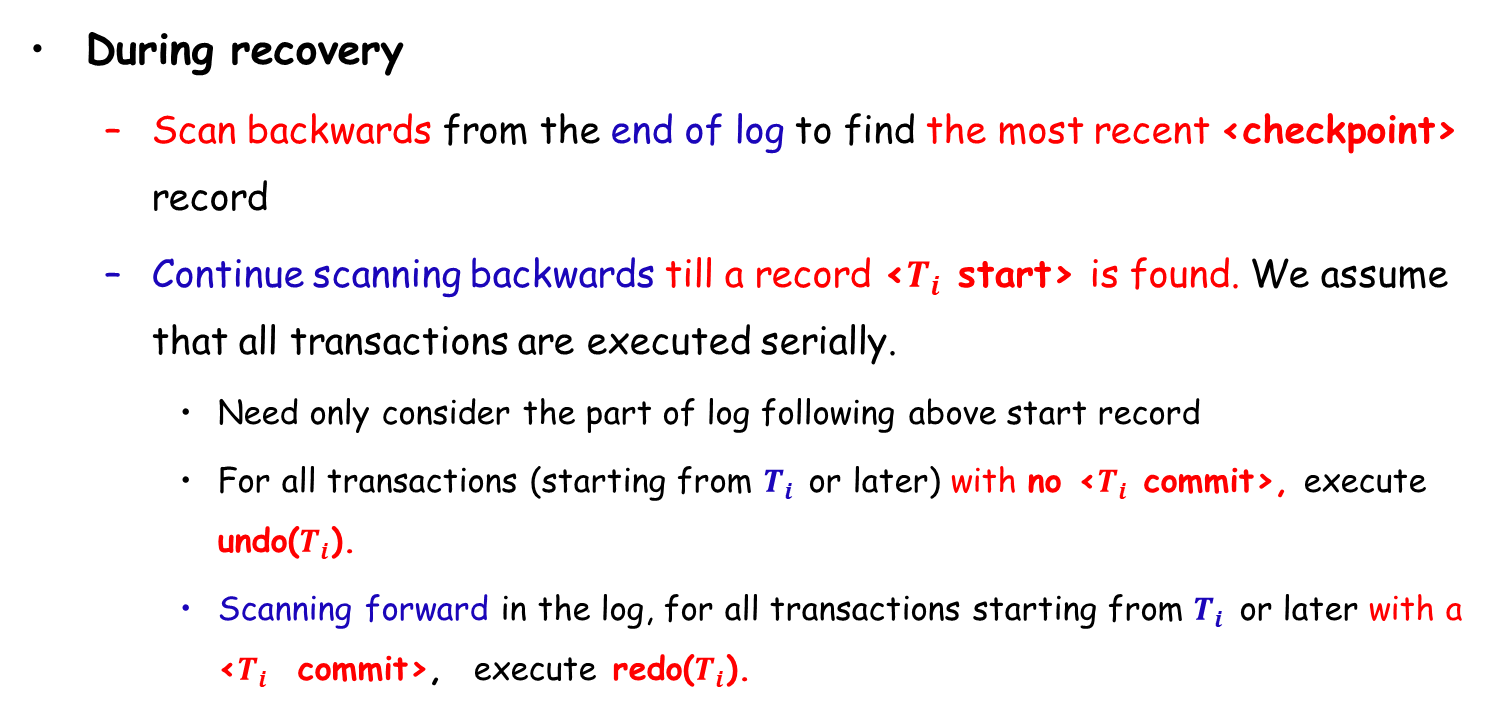 • During recovery
– Scan backwards from the end of log to find the most recent <checkpoint>
record
– Continue scanning backwards till a record <Tᵢ start> is found. We assume
that all transactions are executed serially.
• Need only consider the part of log following above start record
• For all transactions (starting from Tᵢ or later) with no <Tᵢ commit>, execute
undo(Tᵢ).
• Scanning forward in the log, for all transactions starting from Tᵢ or later with a
<Tᵢ commit>, execute redo(Tᵢ).